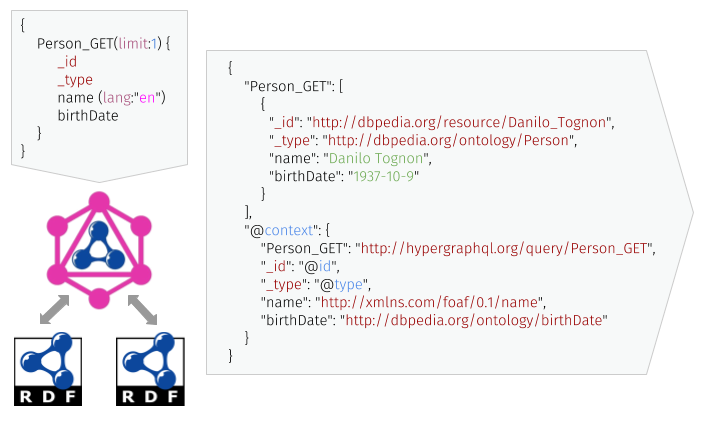 {
Person_GET(limit:1) {
_id
_type
name (lang:"en")
birthDate
}
}
{
"Person_GET": [
{
"_id": "http://dbpedia.org/resource/Danilo_Tognon",
"_type": "http://dbpedia.org/ontology/Person",
"name": "Danilo Tognon",
"birthDate": "1937-10-9"
}
],
"@context": {
"Person_GET": "http://hypergraphql.org/query/Person_GET",
"_id": "@id",
"_type": "@type",
"name": "http://xmlns.com/foaf/0.1/name",
"birthDate": "http://dbpedia.org/ontology/birthDate"
}
}
RDF
RDF